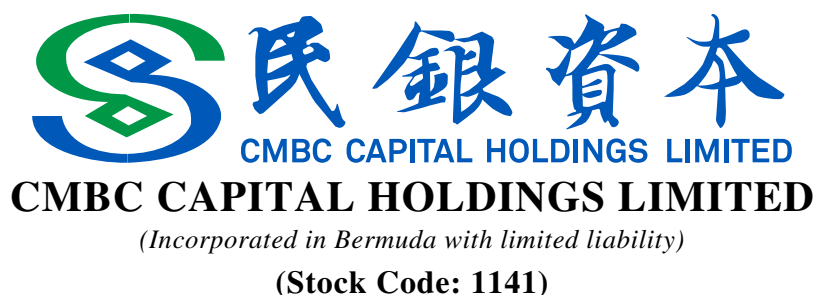 民銀資本
CMBC CAPITAL HOLDINGS LIMITED
CMBC CAPITAL HOLDINGS LIMITED
(Incorporated in Bermuda with limited liability)
(Stock Code: 1141)